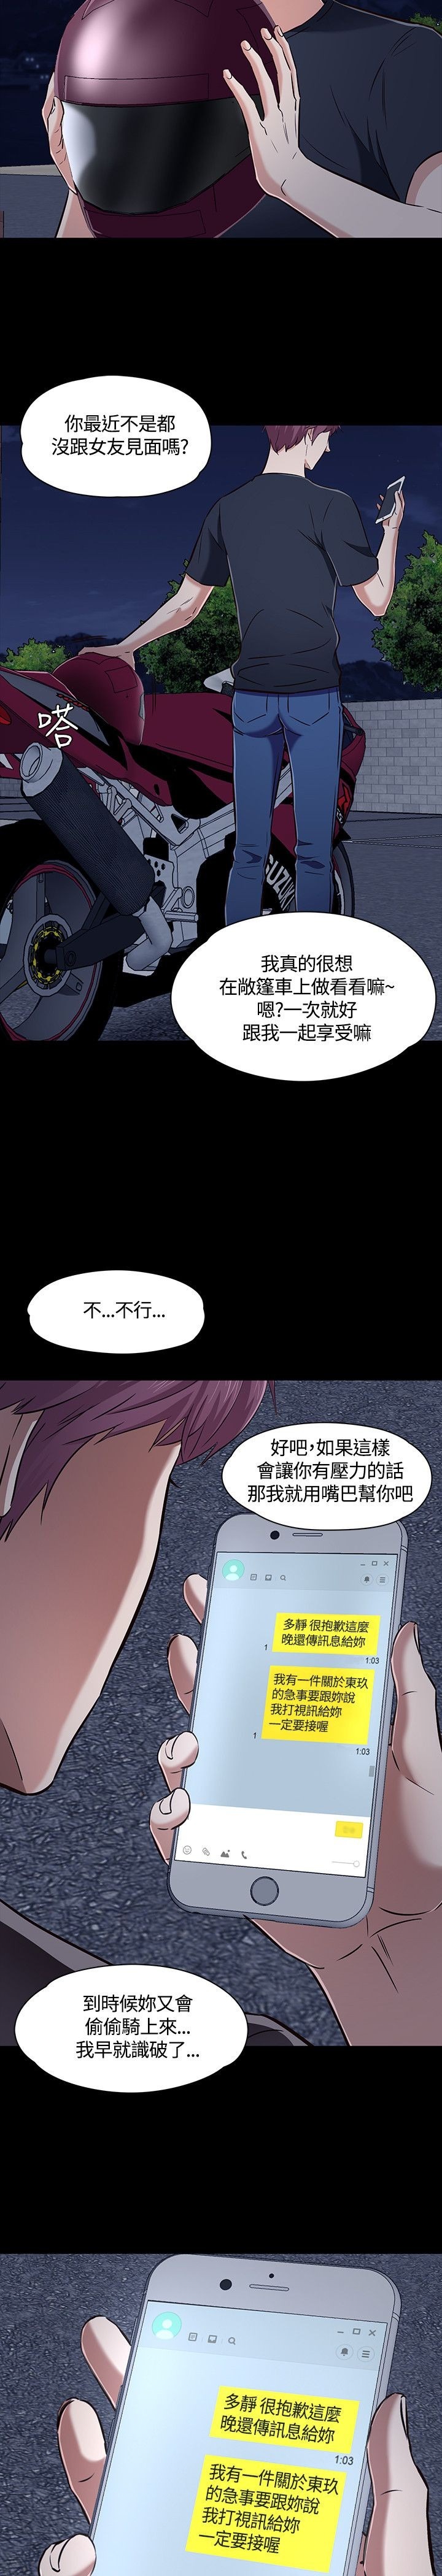 你最近不是都
沒跟女友見面嗎?
嗒
SUZUKI
我真的很想
在敞篷車上做看看嘛~
嗯?一次就好
跟我一起享受嘛
不...不行...
好吧,如果這樣
會讓你有壓力的話
那我就用嘴巴幫你吧
多靜 很抱歉這麼
晚還傳訊息給妳
1
1:03
我有一件關於東玖
的急事要跟妳說
我打視訊給妳
一定要接喔
1
1:03
到時候妳又會
偷偷騎上來...
我早就識破了...
多靜 很抱歉這麼
晚還傳訊息給妳
1:03
我有一件關於東玖
的急事要跟妳說
我打視訊給妳
一定要接喔